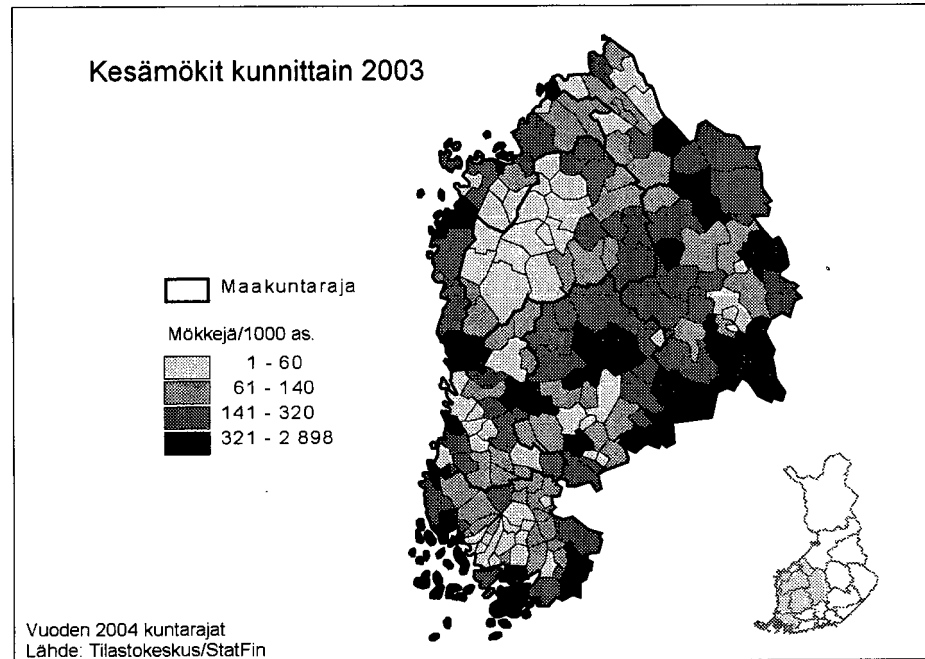 Kesämökit kunnittain 2003
Maakuntaraja
Mökkejä/1000 as.
1 - 60
61 - 140
141 - 320
321 - 2 898
Vuoden 2004 kuntarajat
Lähde: Tilastokeskus/StatFin